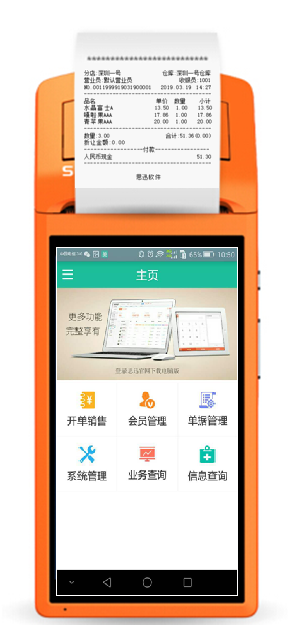 分店 深圳一号 仓库 深圳一号仓库
营业员 默认营业员 收银员:1001
NO.0011999919031900001 2019 03 19 14:27
品名 单价 数量 小计
水晶富士A 13.50 1.00 13.50
嘎啦果AAA 17.86 1.00 17.86
青苹果AAA 20.00 1.00 20.00
数量 3.00 合计:51.36(0.00)
折让金额: 0.00
付款
人民币现金 51.30
思迅软件
S
65% 10:50
主页
更多功能
完整享有
开单销售 会员管理 单据管理
系统管理 业务查询 信息查询